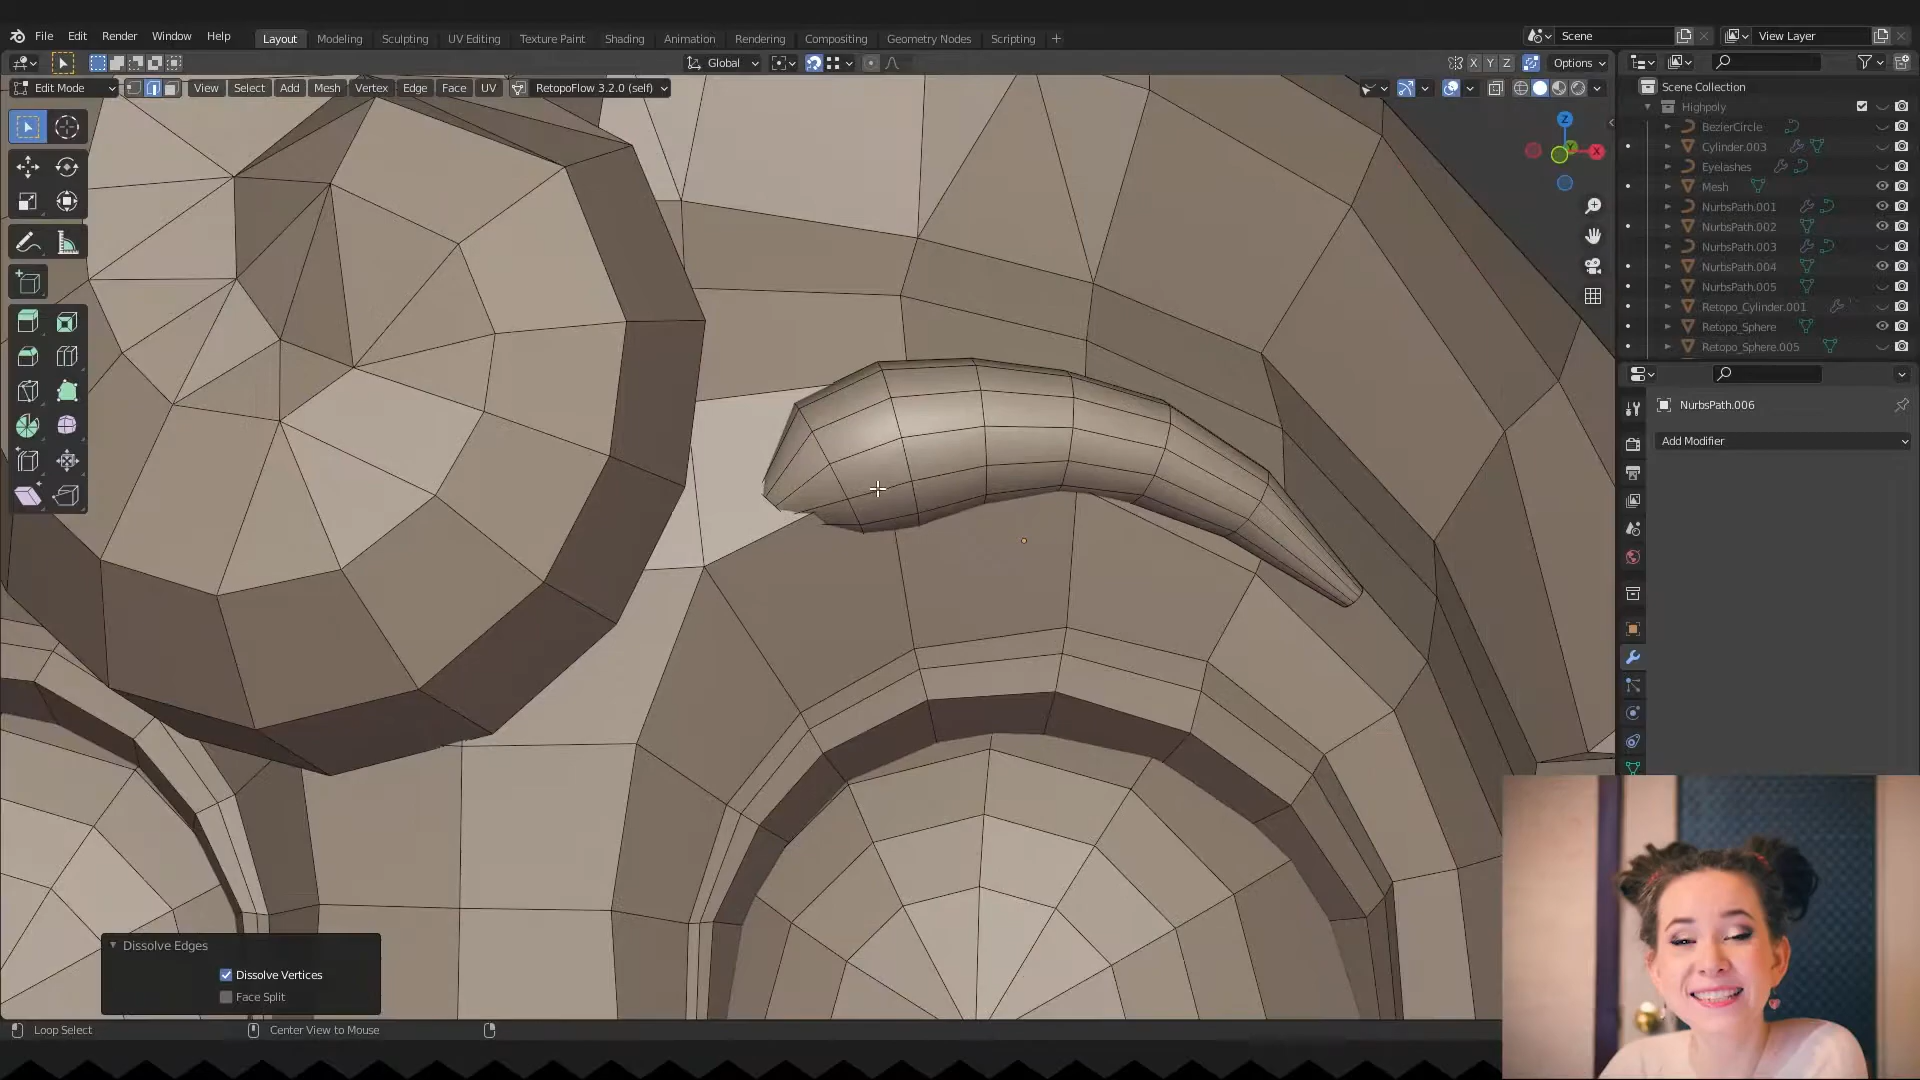 File Edit Render Window Help Layout Modeling Sculpting UV Editing Texture Paint Shading Animation Rendering Compositing Geometry Nodes Scripting + Scene View Layer
Global X Y Z Options
Edit Mode View Select Add Mesh Vertex Edge Face UV RetopoFlow 3.2.0 (self)
Scene Collection
Highpoly
BezierCircle
Cylinder.003
Eyelashes
Mesh
NurbsPath.001
NurbsPath.002
NurbsPath.003
NurbsPath.004
NurbsPath.005
Retopo_Cylinder.001
Retopo_Sphere
Retopo_Sphere.005
Z
Y
X
NurbsPath.006
Add Modifier
Dissolve Edges
Dissolve Vertices
Face Split
Loop Select Center View to Mouse